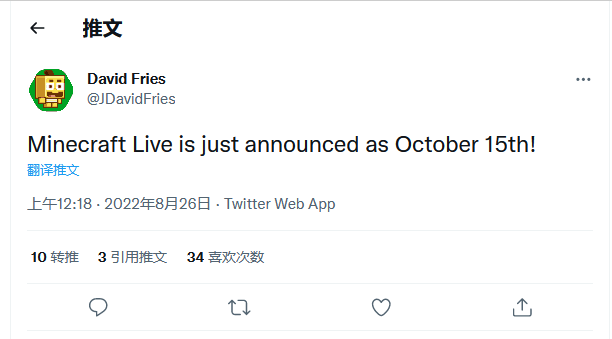 推文
David Fries
@JDavidFries
Minecraft Live is just announced as October 15th!
翻译推文
上午12:18 · 2022年8月26日 · Twitter Web App
10 转推 3 引用推文 34 喜欢次数